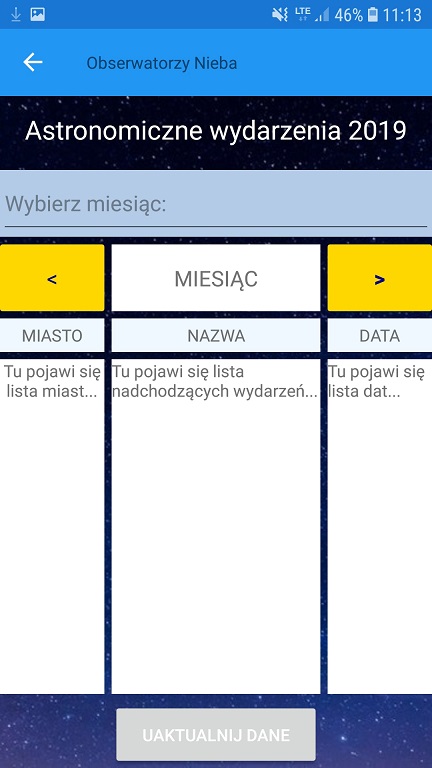 LTE 46% 11:13
Obserwatorzy Nieba
Astronomiczne wydarzenia 2019
Wybierz miesiąc:
< MIESIĄC >
MIASTO NAZWA DATA
Tu pojawi się Tu pojawi się lista Tu pojawi się
lista miast... nadchodzących wydarzeń... lista dat...
UAKTUALNIJ DANE